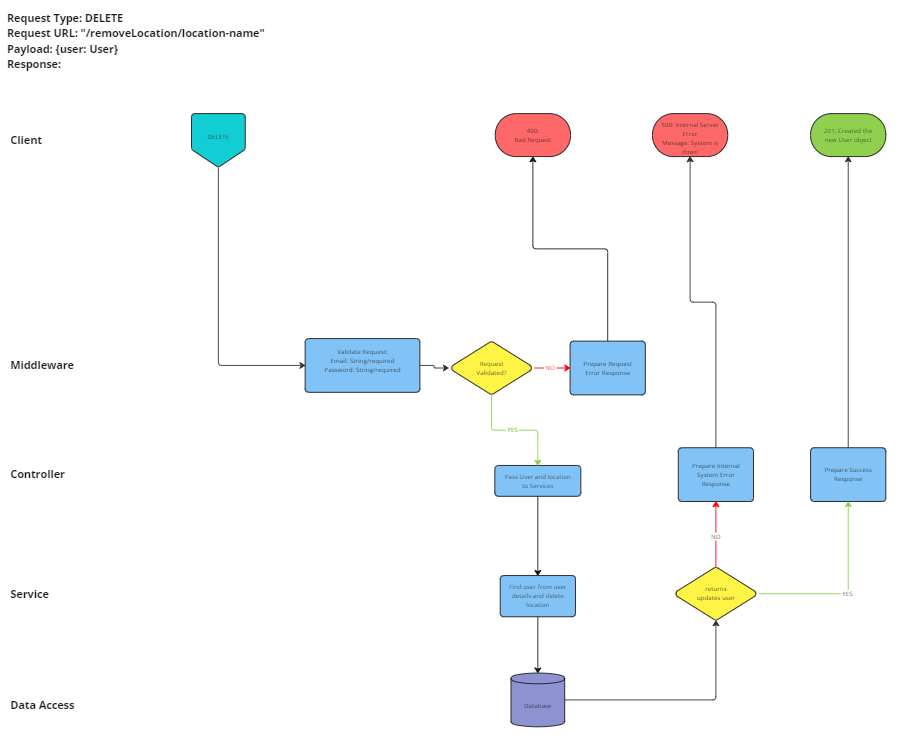 Request Type: DELETE
Request URL: "/removeLocation/location-name"
Payload: {user: User}
Response:
Client
DELETE
400:
Bad Request
500: Internal Server
Error
Message: System is
down
201: Created the
new User object
Middleware
Validate Request.
Email: String/required
Password: String/required
Request
Validated?
NO
Prepare Request
Error Response
YES
Controller
Pass User and location
to Services
Prepare Internal
System Error
Response
Prepare Success
Response
NO
Service
Find user from user
details and delete
location
returns
updates user
YES
Data Access
Database